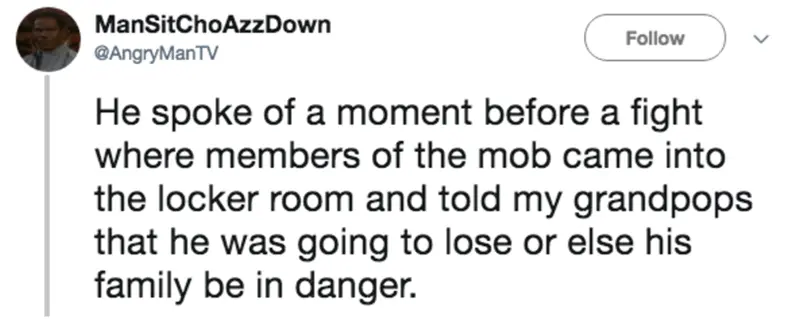 ManSitChoAzzDown
@AngryManTV
Follow
He spoke of a moment before a fight
where members of the mob came into
the locker room and told my grandpops
that he was going to lose or else his
family be in danger.